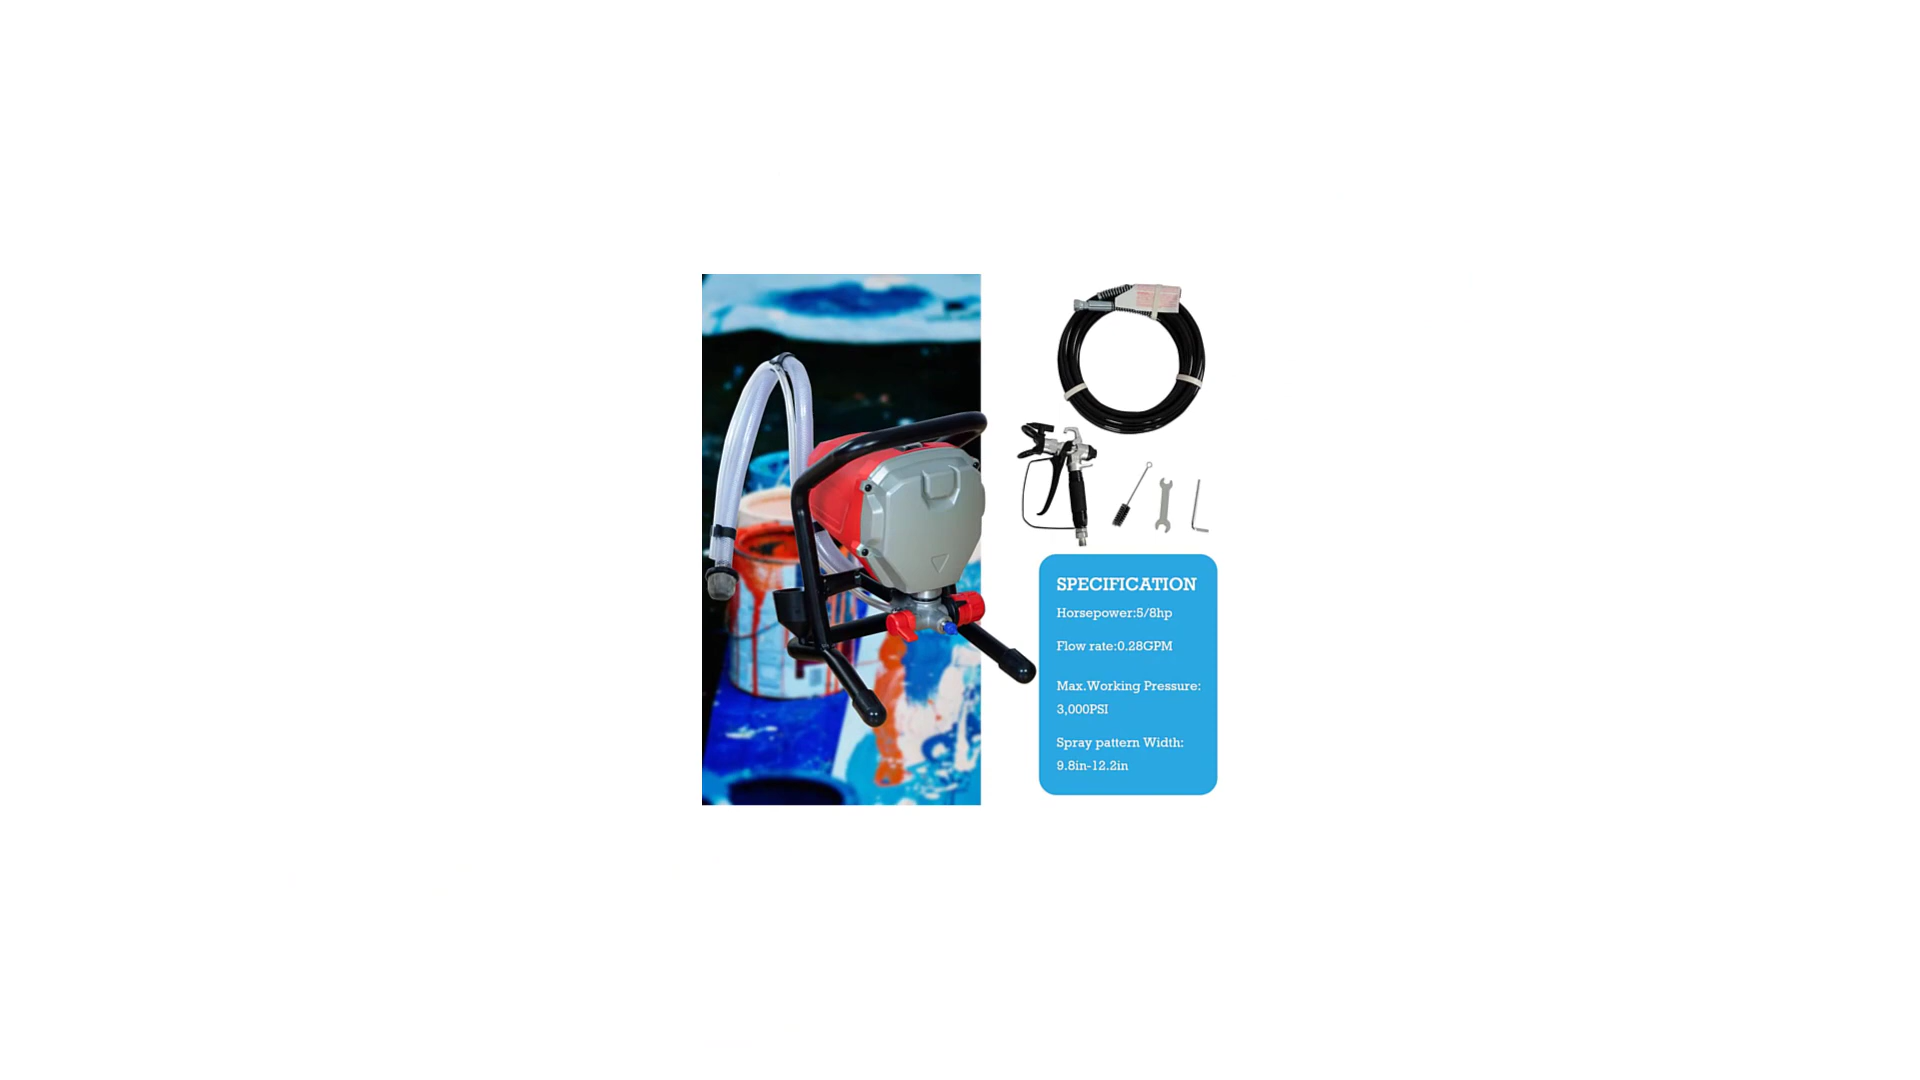 SPECIFICATION
Horsepower:5/8hp
Flow rate:0.28GPM
Max.Working Pressure:
3,000PSI
Spray pattern Width:
9.8in-12.2in